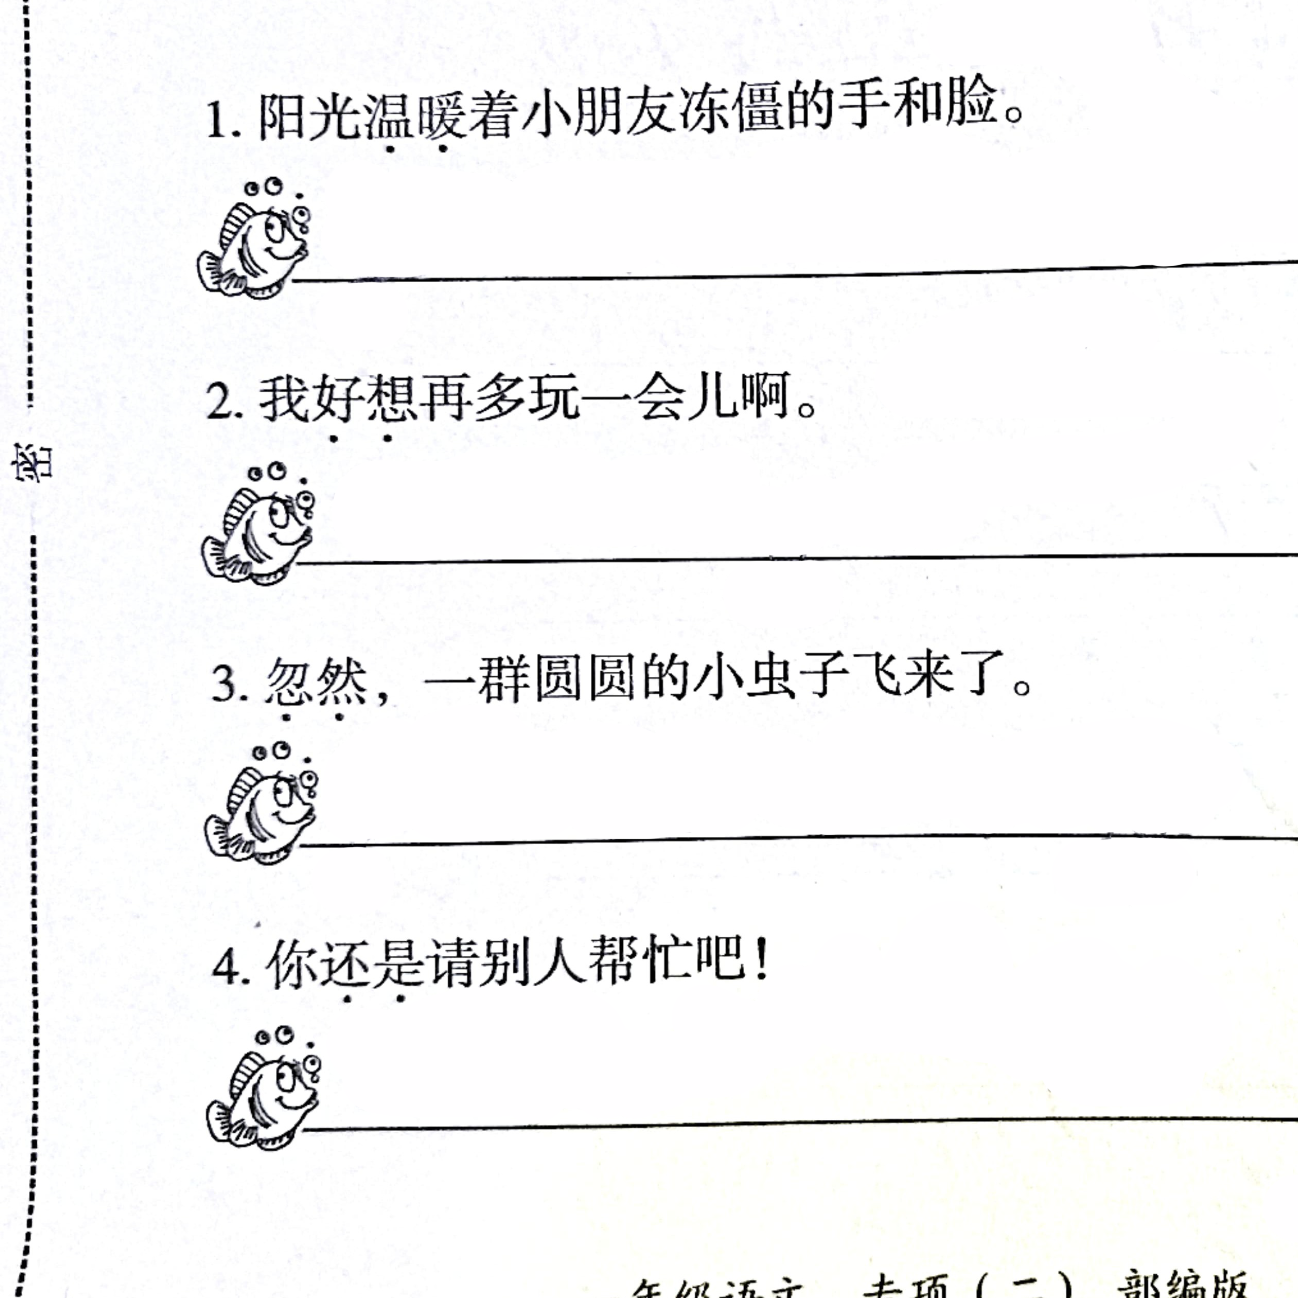 1. 阳光温暖着小朋友冻僵的手和脸。
2. 我好想再多玩一会儿啊。
密
3. 忽然，一群圆圆的小虫子飞来了。
4. 你还是请别人帮忙吧！
年级语文 专项（二） 部编版